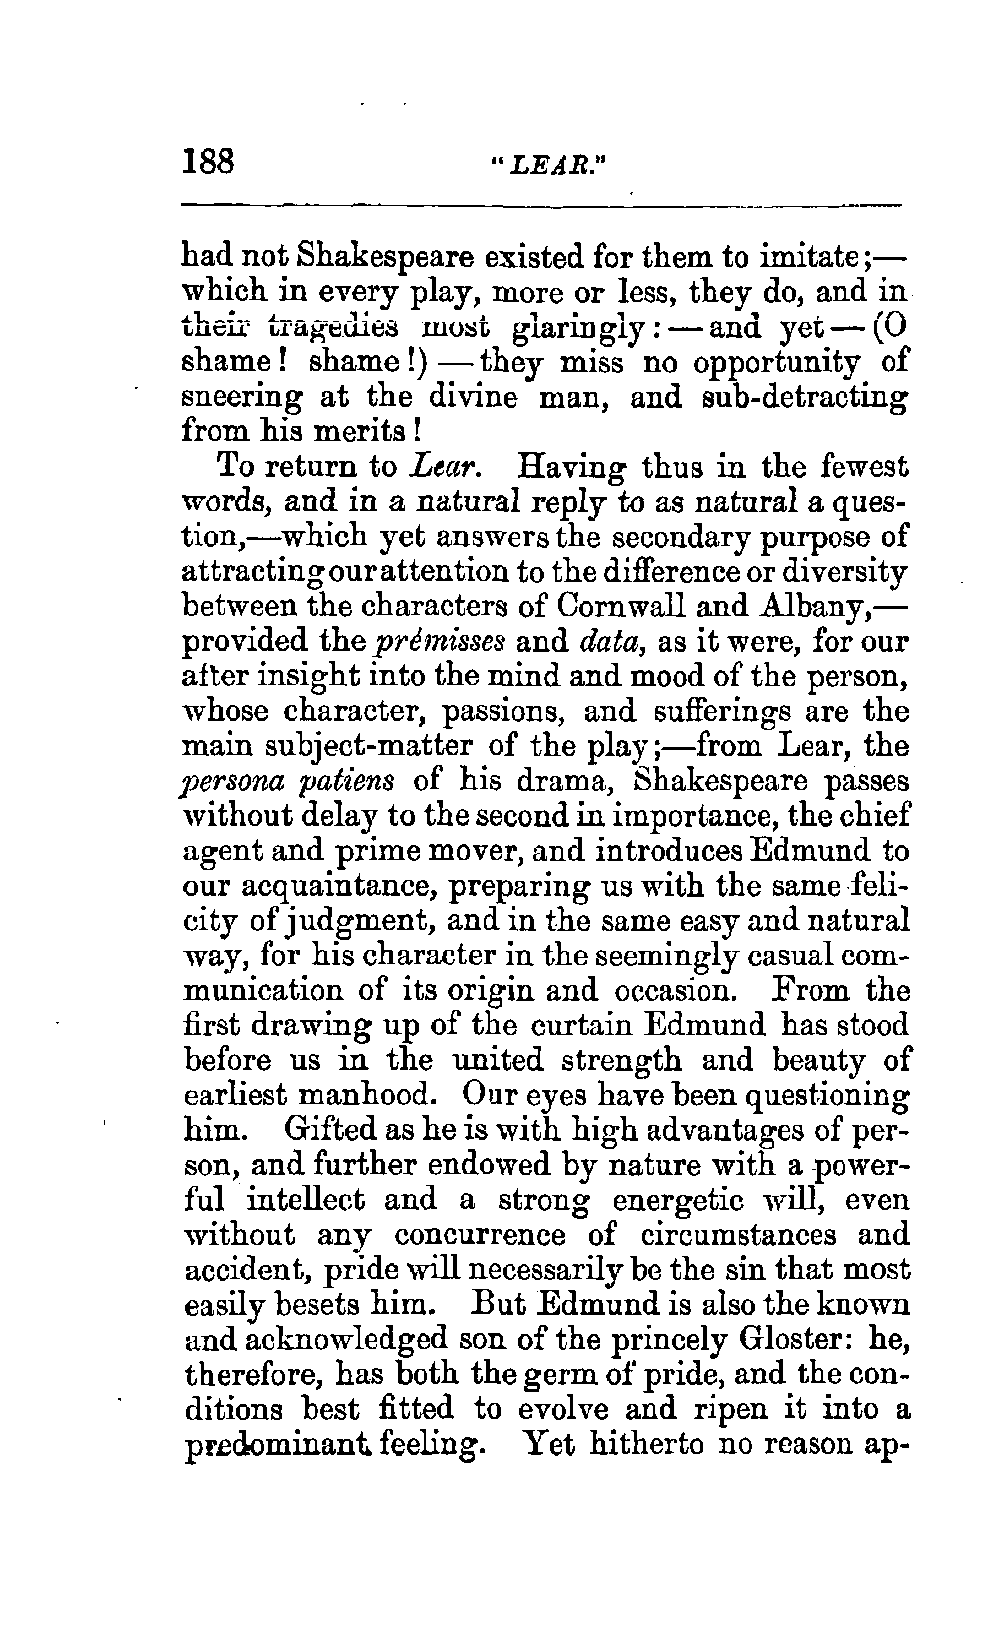 188 "LEAR."
had not Shakespeare existed for them to imitate;—
which in every play, more or less, they do, and in
their tragedies most glaringly:—and yet—(O
shame! shame!)—they miss no opportunity of
sneering at the divine man, and sub-detracting
from his merits!
To return to Lear. Having thus in the fewest
words, and in a natural reply to as natural a ques-
tion,—which yet answers the secondary purpose of
attracting our attention to the difference or diversity
between the characters of Cornwall and Albany,—
provided the prémisses and data, as it were, for our
after insight into the mind and mood of the person,
whose character, passions, and sufferings are the
main subject-matter of the play;—from Lear, the
persona patiens of his drama, Shakespeare passes
without delay to the second in importance, the chief
agent and prime mover, and introduces Edmund to
our acquaintance, preparing us with the same feli-
city of judgment, and in the same easy and natural
way, for his character in the seemingly casual com-
munication of its origin and occasion. From the
first drawing up of the curtain Edmund has stood
before us in the united strength and beauty of
earliest manhood. Our eyes have been questioning
him. Gifted as he is with high advantages of per-
son, and further endowed by nature with a power-
ful intellect and a strong energetic will, even
without any concurrence of circumstances and
accident, pride will necessarily be the sin that most
easily besets him. But Edmund is also the known
and acknowledged son of the princely Gloster: he,
therefore, has both the germ of pride, and the con-
ditions best fitted to evolve and ripen it into a
predominant feeling. Yet hitherto no reason ap-